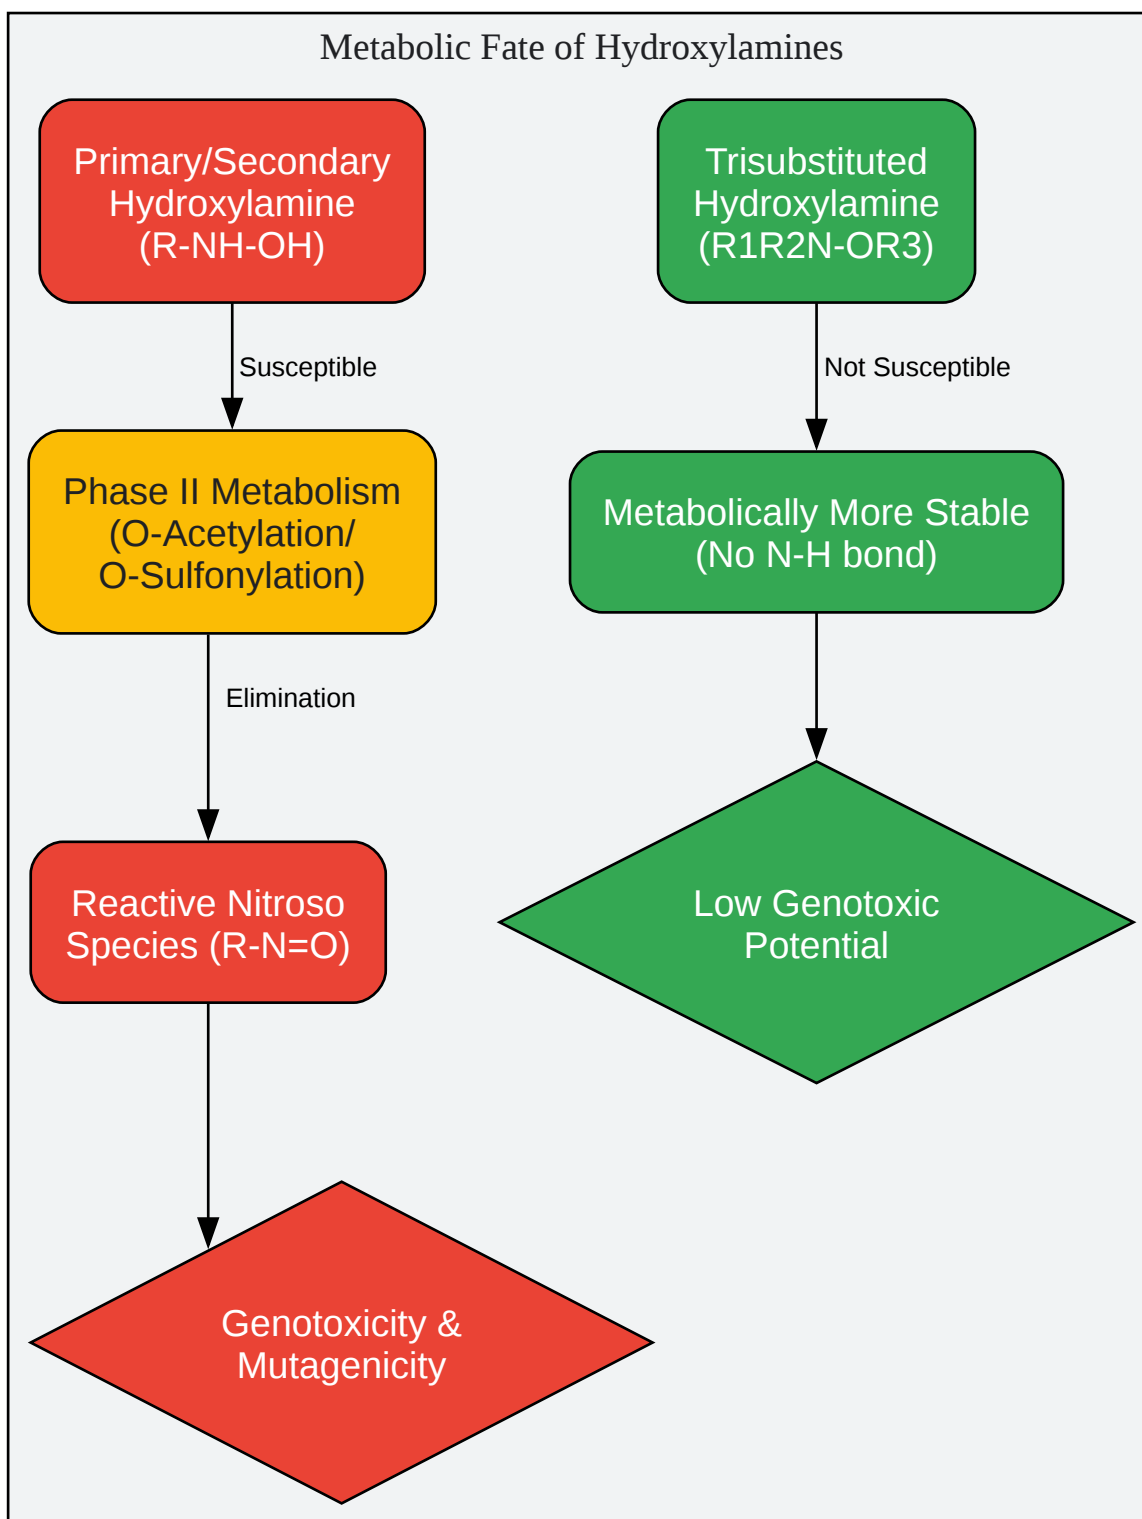 Metabolic Fate of Hydroxylamines
Primary/Secondary
Hydroxylamine
(R-NH-OH)
Susceptible
Phase II Metabolism
(O-Acetylation/
O-Sulfonylation)
Elimination
Reactive Nitroso
Species (R-N=O)
Genotoxicity &
Mutagenicity
Trisubstituted
Hydroxylamine
(R1R2N-OR3)
Not Susceptible
Metabolically More Stable
(No N-H bond)
Low Genotoxic
Potential